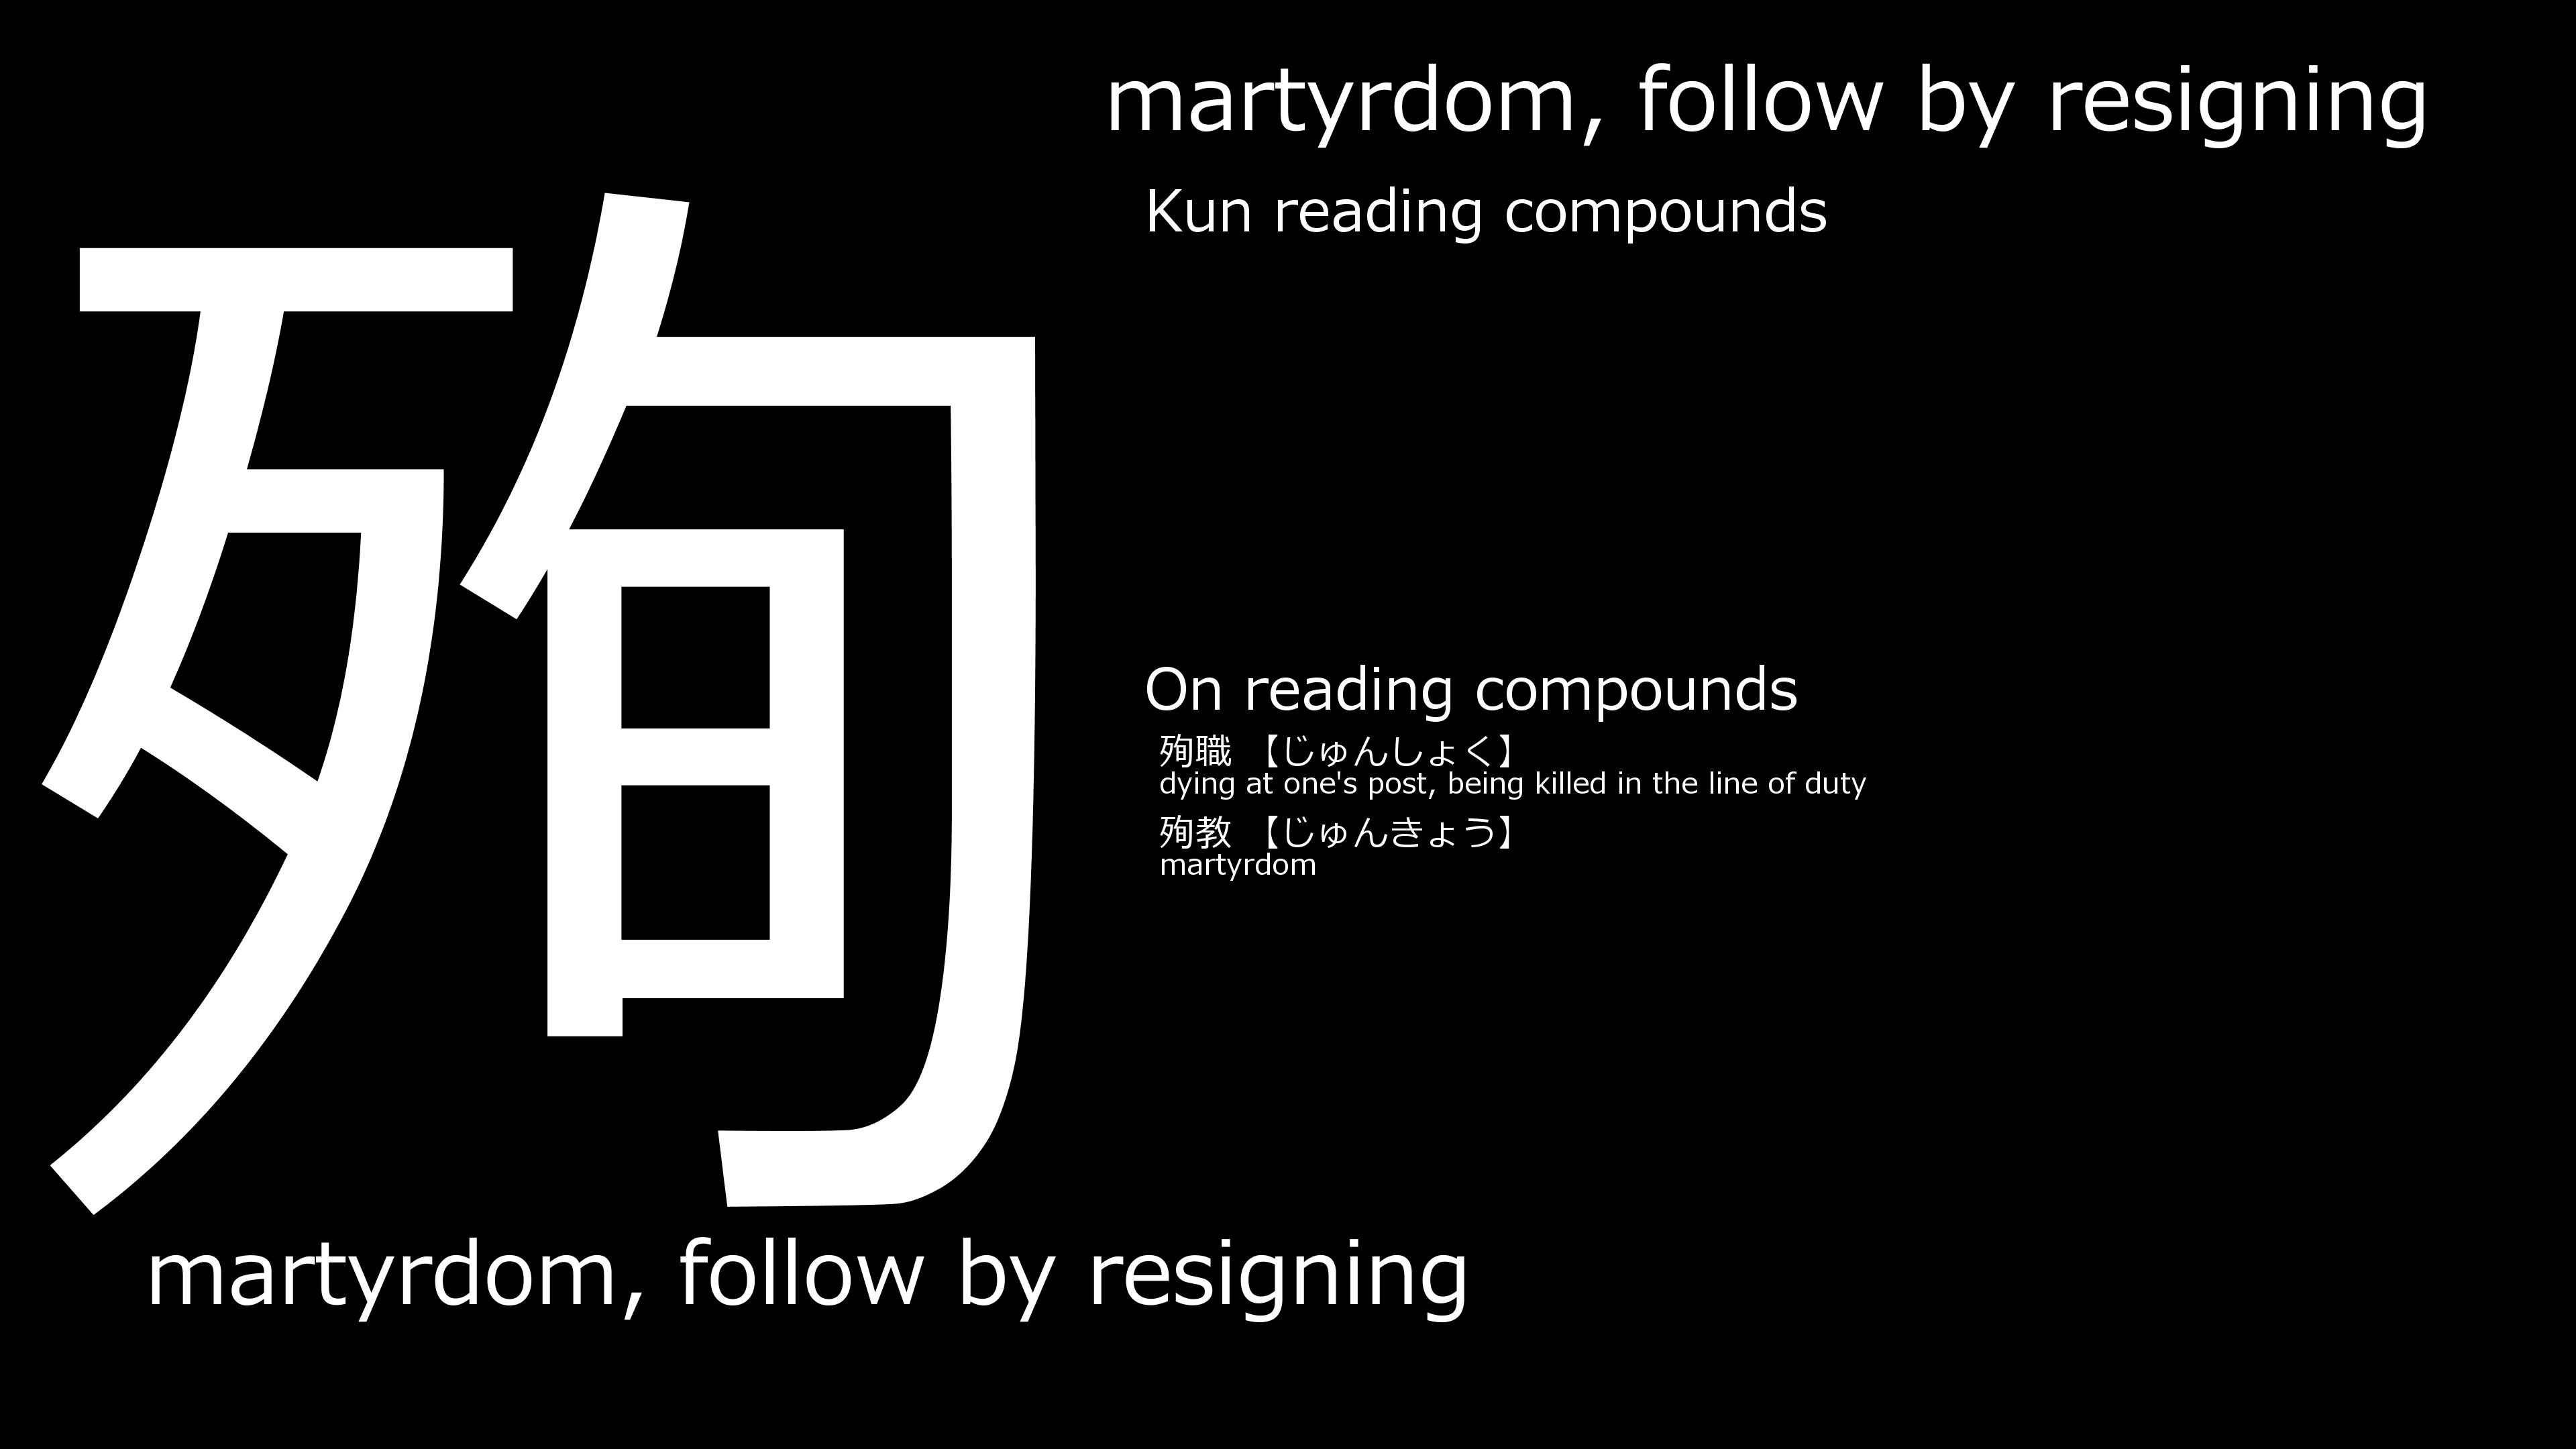 martyrdom, follow by resigning
Kun reading compounds
殉
On reading compounds
殉職 【じゅんしょく】
dying at one's post, being killed in the line of duty
殉教 【じゅんきょう】
martyrdom
martyrdom, follow by resigning